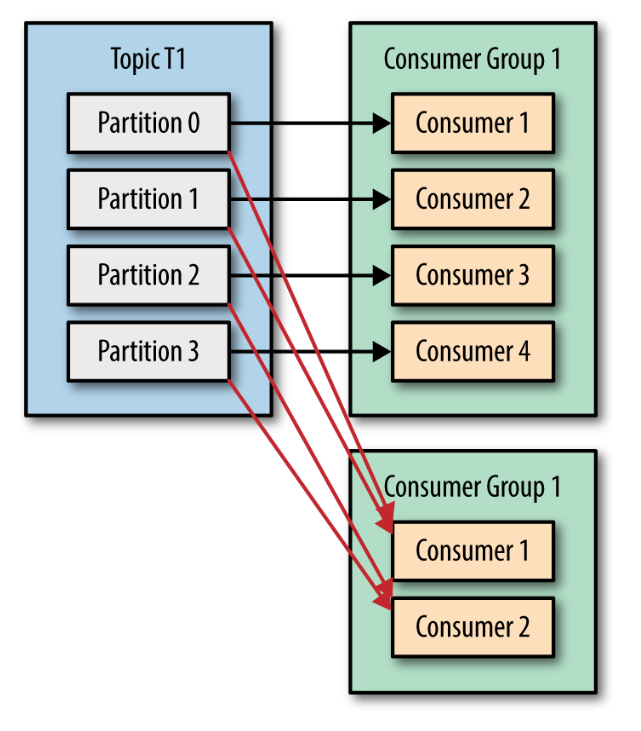 Topic T1
Partition 0
Partition 1
Partition 2
Partition 3
Consumer Group 1
Consumer 1
Consumer 2
Consumer 3
Consumer 4
Consumer Group 1
Consumer 1
Consumer 2